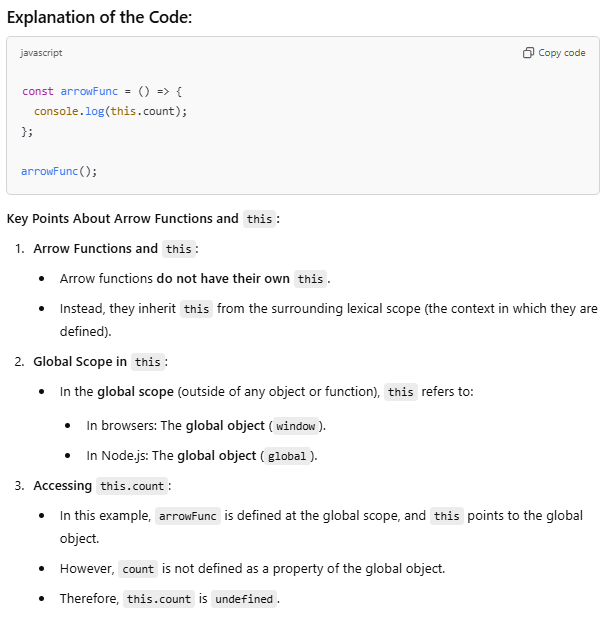 Explanation of the Code:
javascript
Copy code
const arrowFunc = () => {
  console.log(this.count);
};
arrowFunc();
Key Points About Arrow Functions and this:
1. Arrow Functions and this:
• Arrow functions do not have their own this.
• Instead, they inherit this from the surrounding lexical scope (the context in which they are
defined).
2. Global Scope in this:
• In the global scope (outside of any object or function), this refers to:
• In browsers: The global object (window).
• In Node.js: The global object (global).
3. Accessing this.count:
• In this example, arrowFunc is defined at the global scope, and this points to the global
object.
• However, count is not defined as a property of the global object.
• Therefore, this.count is undefined.